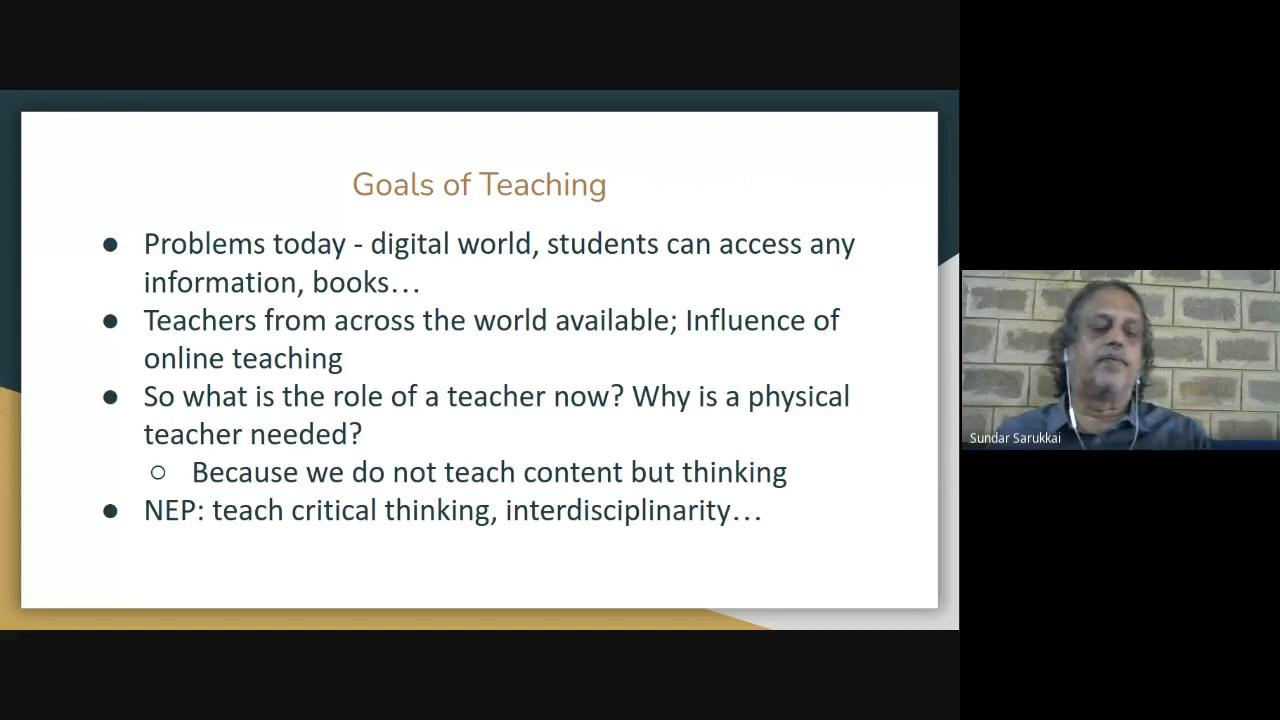 Goals of Teaching
● Problems today - digital world, students can access any
information, books…
● Teachers from across the world available; Influence of
online teaching
● So what is the role of a teacher now? Why is a physical
teacher needed?
○ Because we do not teach content but thinking
● NEP: teach critical thinking, interdisciplinarity…
Sundar Sarukkai